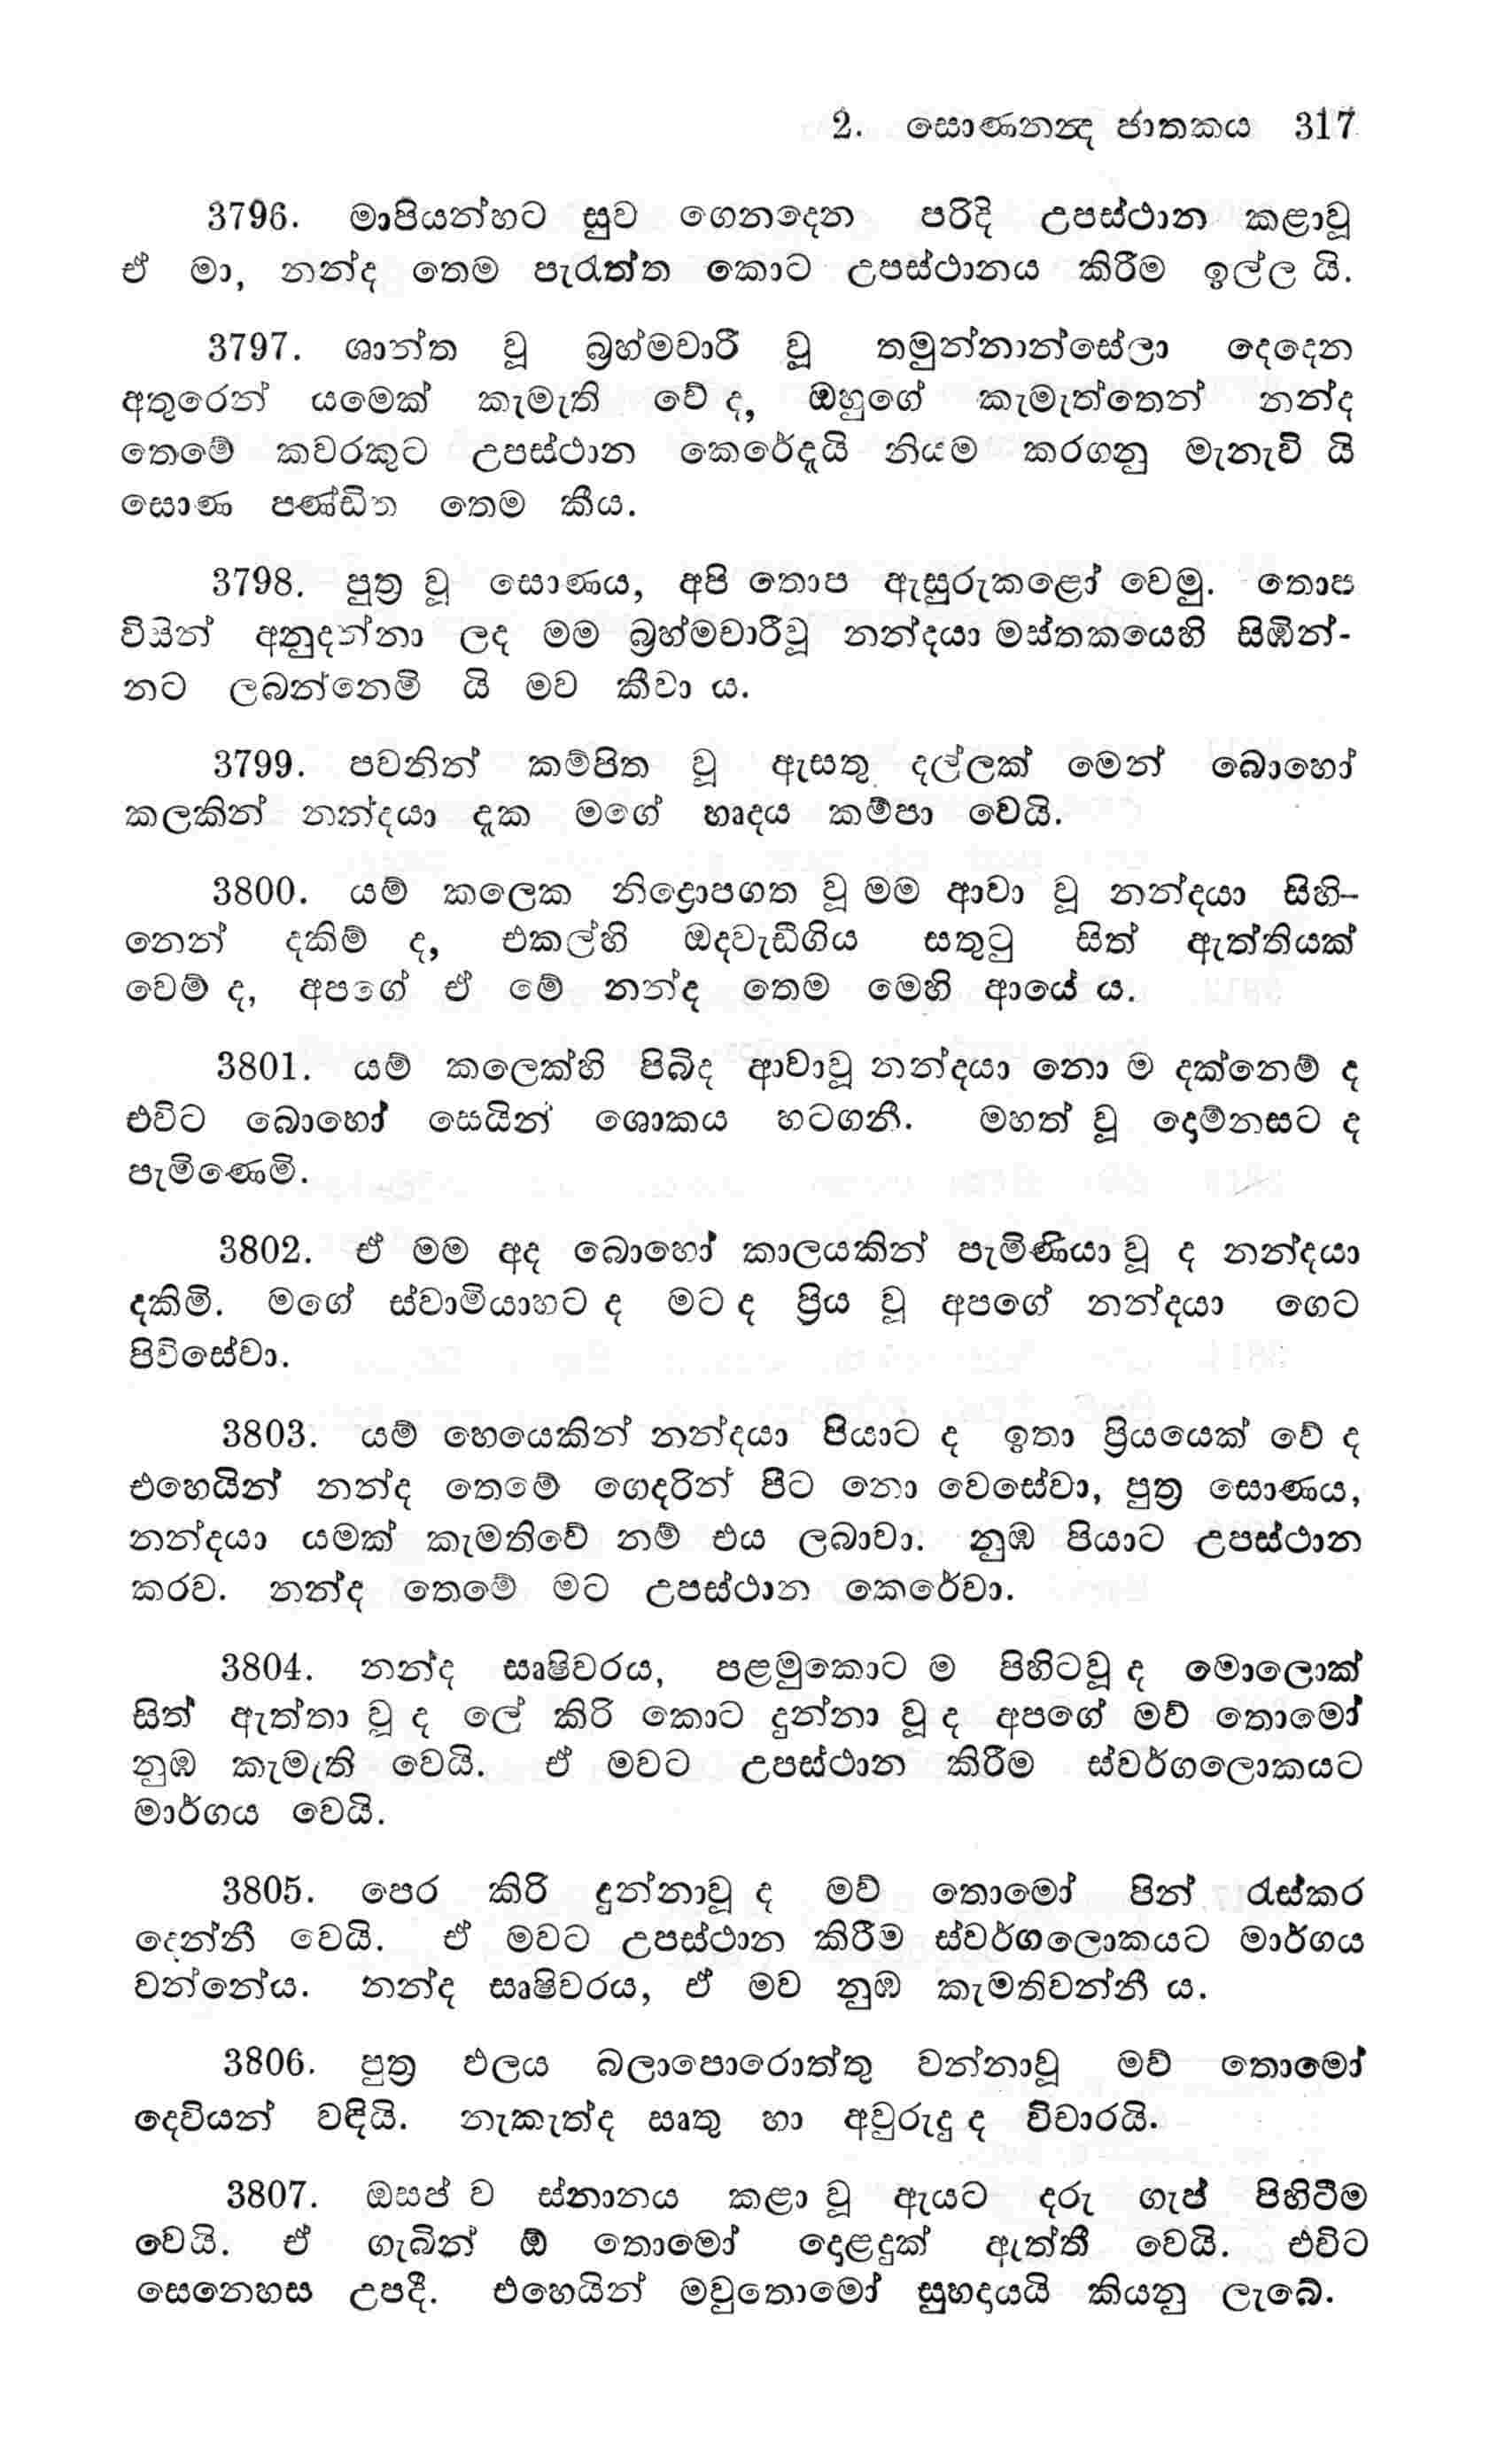 2. සොණනන්‍ද ජාතකය 317
3796. මාපියන්හට සුව ගෙනදෙන පරිදි උපස්ථාන කළාවූ
ඒ මා, නන්ද තෙම පැරැත්ත කොට උපස්ථානය කිරීම ඉල්ල යි.
3797. ශාන්ත වූ බ්‍රහ්මචාරී වූ තමුන්නාන්සේලා දෙදෙන
අතුරෙන් යමෙක් කැමැති වේ ද, ඔහුගේ කැමැත්තෙන් නන්ද
තෙමේ කවරකුට උපස්ථාන කෙරේදැයි නියම කරගනු මැනැවි යි
සොණ පණ්ඩිත තෙම කීය.
3798. පුත්‍ර වූ සොණය, අපි තොප ඇසුරුකළෝ වෙමු. තොප
විසින් අනුදන්නා ලද මම බ්‍රහ්මචාරීවූ නන්දයා මස්තකයෙහි සිඹින්-
නට ලබන්නෙමි යි මව කීවා ය.
3799. පවනින් කම්පිත වූ ඇසතු දල්ලක් මෙන් බොහෝ
කලකින් නන්දයා දැක මගේ හෘදය කම්පා වෙයි.
3800. යම් කලෙක නිද්‍රොපගත වූ මම ආවා වූ නන්දයා සිහි-
නෙන් දකිම් ද, එකල්හි ඔදවැඩීගිය සතුටු සිත් ඇත්තියක්
වෙම් ද, අපගේ ඒ මේ නන්ද තෙම මෙහි ආයේ ය.
3801. යම් කලෙක්හි පිබිද ආවාවූ නන්දයා නො ම දක්නෙම් ද
එවිට බොහෝ සෙයින් ශොකය හටගනී. මහත් වූ දොම්නසට ද
පැමිණෙමි.
3802. ඒ මම අද බොහෝ කාලයකින් පැමිණියා වූ ද නන්දයා
දකිමි. මගේ ස්වාමියාහට ද මට ද ප්‍රිය වූ අපගේ නන්දයා ගෙට
පිවිසේවා.
3803. යම් හෙයෙකින් නන්දයා පියාට ද ඉතා ප්‍රියයෙක් වේ ද
එහෙයින් නන්ද තෙමේ ගෙදරින් පිට නො වෙසේවා, පුත්‍ර සොණය,
නන්දයා යමක් කැමතිවේ නම් එය ලබාවා. නුඹ පියාට උපස්ථාන
කරව. නන්ද තෙමේ මට උපස්ථාන කෙරේවා.
3804. නන්ද ඍෂිවරය, පළමුකොට ම පිහිටවූ ද මොලොක්
සිත් ඇත්තා වූ ද ලේ කිරි කොට දුන්නා වූ ද අපගේ මව් තොමෝ
නුඹ කැමැති වෙයි. ඒ මවට උපස්ථාන කිරීම ස්වර්ගලොකයට
මාර්ගය වෙයි.
3805. පෙර කිරි දුන්නාවූ ද මව් තොමෝ පින් රැස්කර
දෙන්නී වෙයි. ඒ මවට උපස්ථාන කිරීම ස්වර්ගලොකයට මාර්ගය
වන්නේය. නන්ද ඍෂිවරය, ඒ මව නුඹ කැමතිවන්නී ය.
3806. පුත්‍ර ඵලය බලාපොරොත්තු වන්නාවූ මව් තොමෝ
දෙවියන් වඳියි. නැකැත්ද ඍතු හා අවුරුදු ද විචාරයි.
3807. ඔසප් ව ස්නානය කළා වූ ඇයට දරු ගැප් පිහිටීම
වෙයි. ඒ ගැබින් ඕ තොමෝ දොළදුක් ඇත්තී වෙයි. එවිට
සෙනෙහස උපදී. එහෙයින් මවුතොමෝ සුහදායයි කියනු ලැබේ.